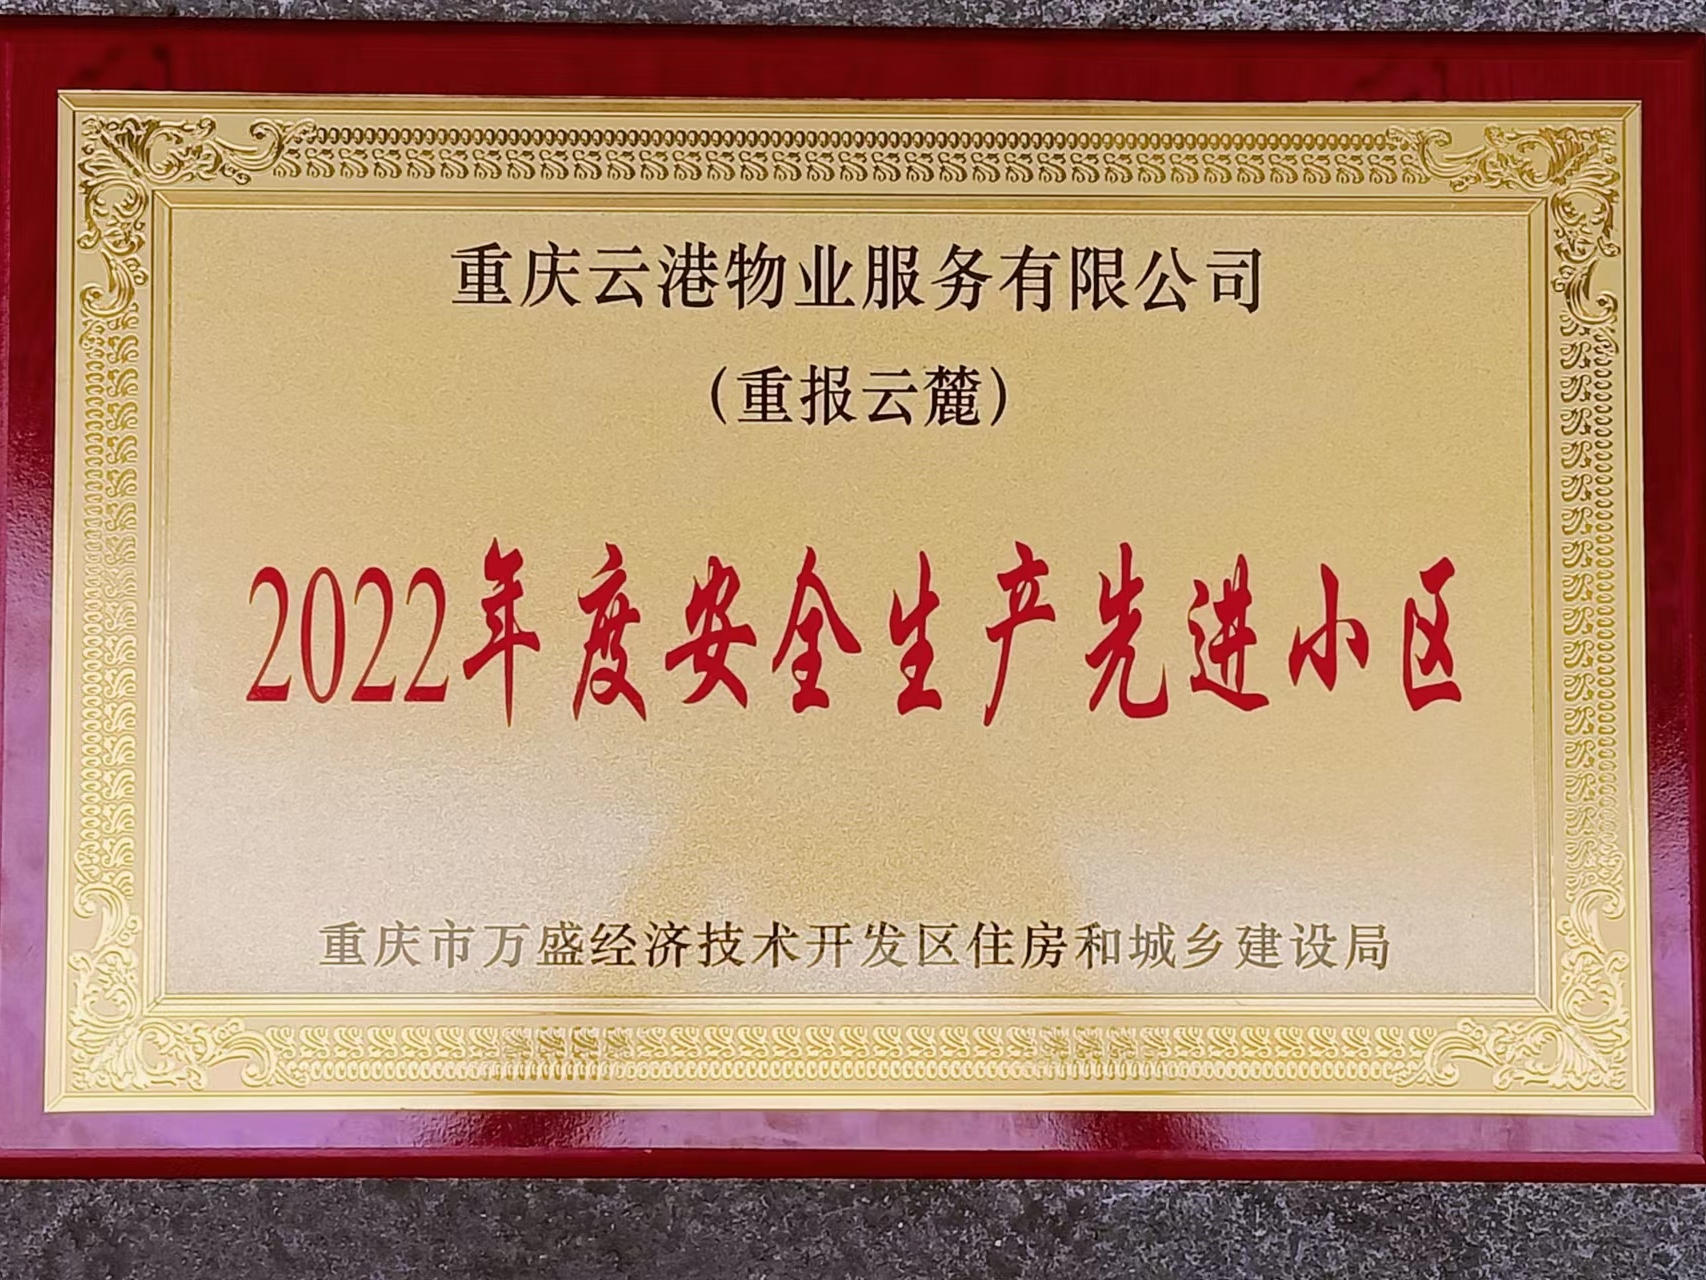 重庆云港物业服务有限公司
（重报云麓）
2022年度安全生产先进小区
重庆市万盛经济技术开发区住房和城乡建设局